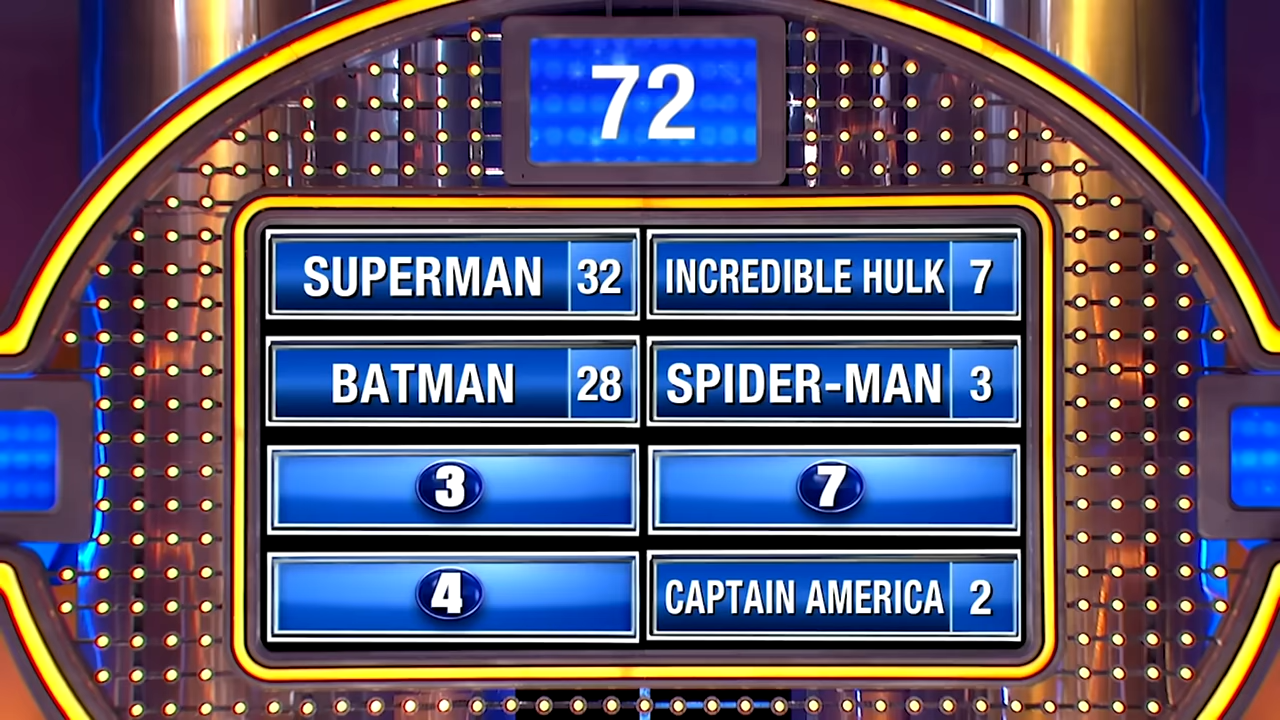 72
SUPERMAN 32
INCREDIBLE HULK 7
BATMAN 28
SPIDER-MAN 3
3
7
4
CAPTAIN AMERICA 2